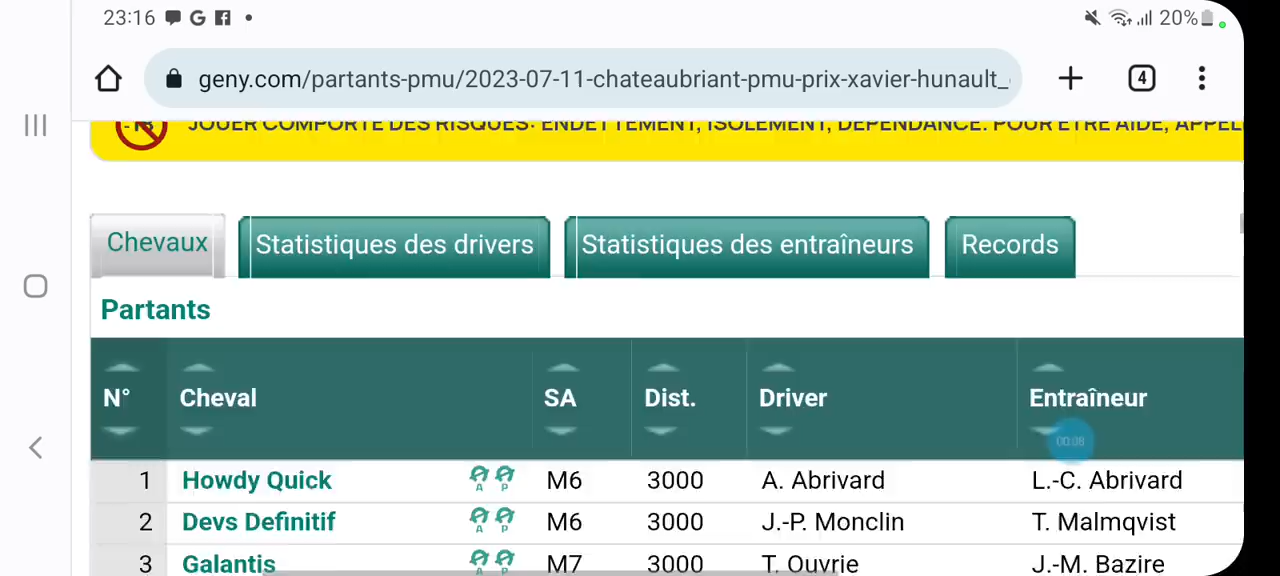 23:16 20%
geny.com/partants-pmu/2023-07-11-chateaubriant-pmu-prix-xavier-hunault_ 4
JOUER COMPORTE DES RISQUES: ENDETTEMENT, ISOLEMENT, DÉPENDANCE. POUR ÊTRE AIDÉ, APPEL
Chevaux Statistiques des drivers Statistiques des entraîneurs Records
Partants
N° Cheval SA Dist. Driver Entraîneur
00:08
1 Howdy Quick A P M6 3000 A. Abrivard L.-C. Abrivard
2 Devs Definitif A P M6 3000 J.-P. Monclin T. Malmqvist
3 Galantis A P M7 3000 T. Ouvrie J.-M. Bazire